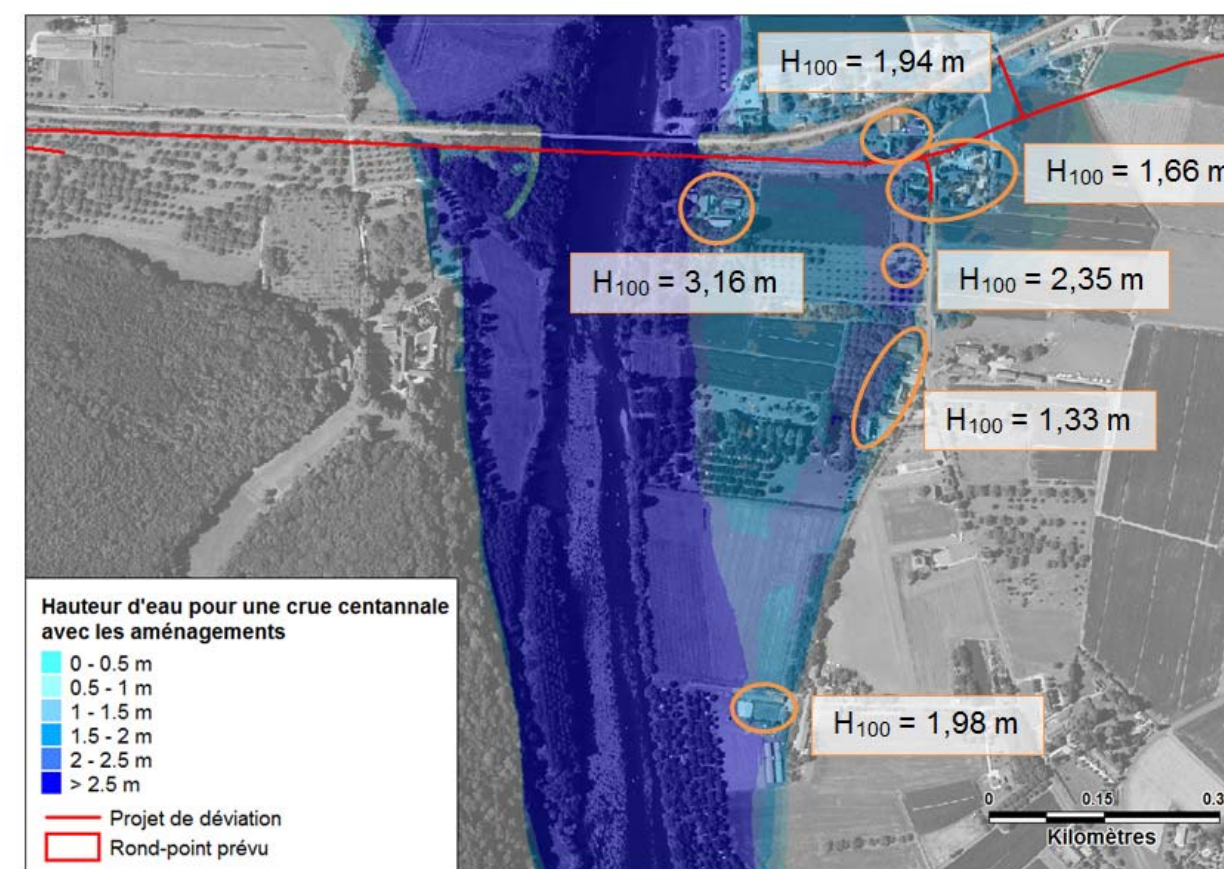 H₁₀₀ = 1,94 m
H₁₀₀ = 1,66 m
H₁₀₀ = 3,16 m
H₁₀₀ = 2,35 m
H₁₀₀ = 1,33 m
H₁₀₀ = 1,98 m
Hauteur d'eau pour une crue centannale
avec les aménagements
0 - 0.5 m
0.5 - 1 m
1 - 1.5 m
1.5 - 2 m
2 - 2.5 m
> 2.5 m
Projet de déviation
Rond-point prévu
0 0.15 0.3
Kilomètres